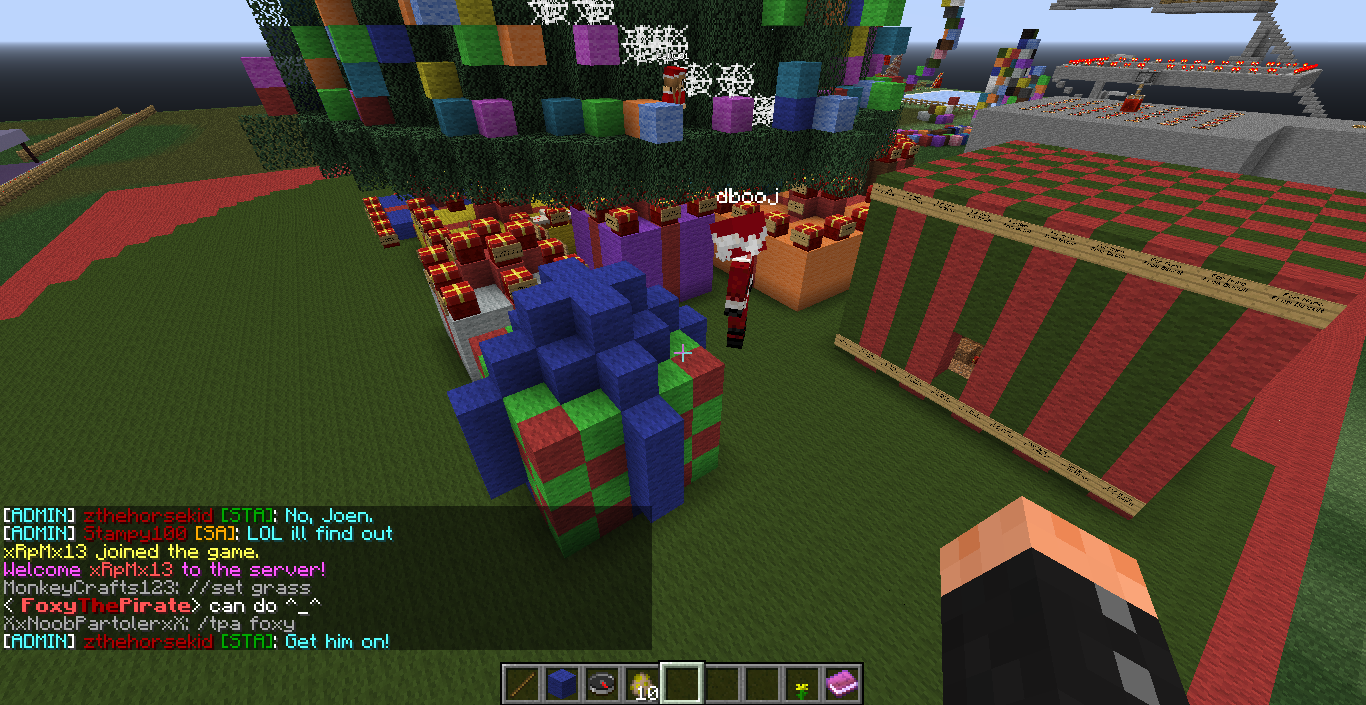 dbooj
[ADMIN] zthehorsekid [STA]: No, Joen.
[ADMIN] Stampy100 [SA]: LOL ill find out
xRpMx13 joined the game.
Welcome xRpMx13 to the server!
MonkeyCrafts123: //set grass
< FoxyThePirate> can do ^_^
XxNoobPartolerxX: /tpa foxy
[ADMIN] zthehorsekid [STA]: Get him on!
10